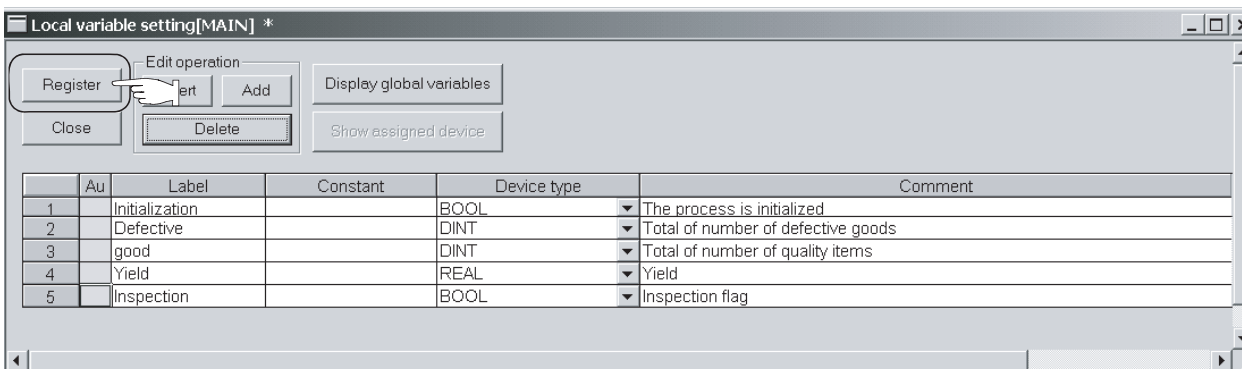 Local variable setting[MAIN] *
Edit operation
Register
Add
Display global variables
Close
Delete
Show assigned device
Au Label Constant Device type Comment
1 Initialization BOOL The process is initialized
2 Defective DINT Total of number of defective goods
3 good DINT Total of number of quality items
4 Yield REAL Yield
5 Inspection BOOL Inspection flag